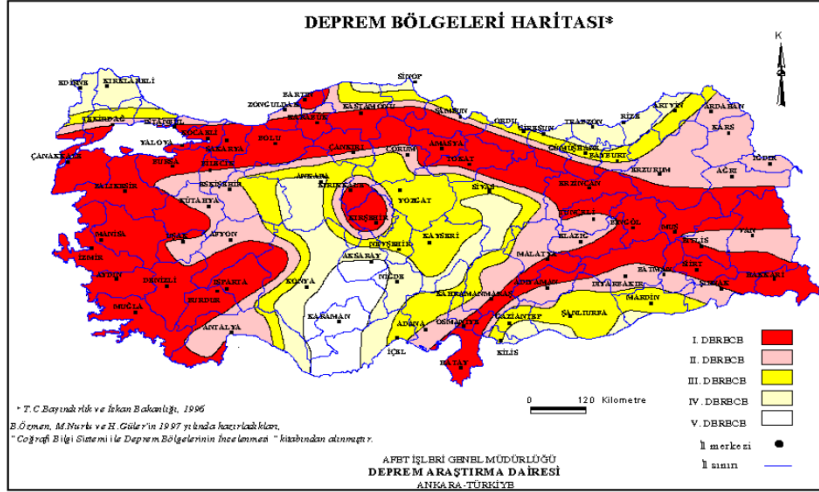 DEPREM BÖLGELERİ HARİTASI*
K
SİNOP
EDİRNE
KIRKLARELİ
BARTIN
ZONGULDAK
KASTAMONU
SAMSUN
ARTVİN
ARDAHAN
TEKİRDAĞ
İSTANBUL
KOCAELİ
KARABÜK
ORDU
GİRESUN
TRABZON
RİZE
KARS
YALOVA
SAKARYA
BOLU
ÇANKIRI
ÇORUM
AMASYA
TOKAT
GÜMÜŞHANE
BAYBURT
ÇANAKKALE
BURSA
BİLECİK
ERZURUM
IĞDIR
AĞRI
BALIKESİR
ESKİŞEHİR
ANKARA
KIRIKKALE
YOZGAT
SİVAS
ERZİNCAN
KÜTAHYA
KIRŞEHİR
TUNCELİ
BİNGÖL
MUŞ
MANİSA
UŞAK
AFYON
NEVŞEHİR
KAYSERİ
ELAZIĞ
BİTLİS
VAN
İZMİR
AKSARAY
MALATYA
AYDIN
DENİZLİ
ISPARTA
KONYA
NİĞDE
KAHRAMANMARAŞ
ADIYAMAN
DİYARBAKIR
BATMAN
SİİRT
HAKKARİ
BURDUR
ŞIRNAK
MUĞLA
KARAMAN
MARDİN
ANTALYA
ADANA
OSMANİYE
GAZİANTEP
ŞANLIURFA
İÇEL
KİLİS
HATAY
I. DERECE
II. DERECE
III. DERECE
IV. DERECE
V. DERECE
İl merkezi
İl sınırı
0 120 Kilometre
* T.C.Bayındırlık ve İskan Bakanlığı, 1996
B.Özmen, M.Nurlu ve H.Güler'in 1997 yılında hazırladıkları,
" Coğrafi Bilgi Sistemi ile Deprem Bölgelerinin İncelenmesi " kitabından alınmıştır.
AFET İŞLERİ GENEL MÜDÜRLÜĞÜ
DEPREM ARAŞTIRMA DAİRESİ
ANKARA-TÜRKİYE